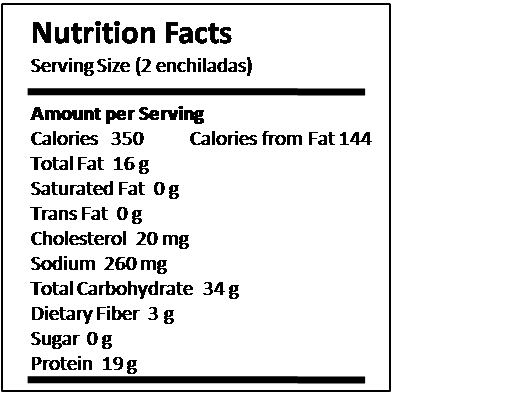 Nutrition Facts
Serving Size (2 enchiladas)
Amount per Serving
Calories 350 Calories from Fat 144
Total Fat 16 g
Saturated Fat 0 g
Trans Fat 0 g
Cholesterol 20 mg
Sodium 260 mg
Total Carbohydrate 34 g
Dietary Fiber 3 g
Sugar 0 g
Protein 19 g